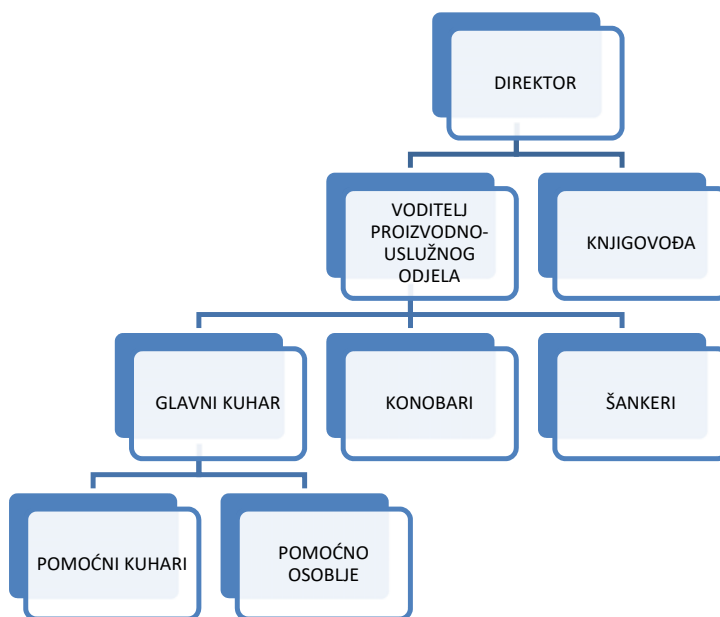 DIREKTOR
VODITELJ
PROIZVODNO-
USLUŽNOG
ODJELA
KNJIGOVOĐA
GLAVNI KUHAR
KONOBARI
ŠANKERI
POMOĆNI KUHARI
POMOĆNO
OSOBLJE